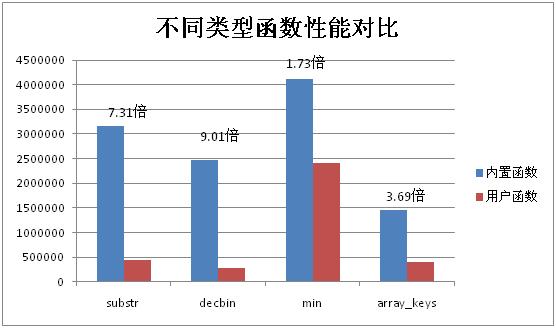 不同类型函数性能对比
4500000
4000000
3500000
3000000
2500000
2000000
1500000
1000000
500000
0
7.31倍
9.01倍
1.73倍
3.69倍
substr
decbin
min
array_keys
内置函数
用户函数